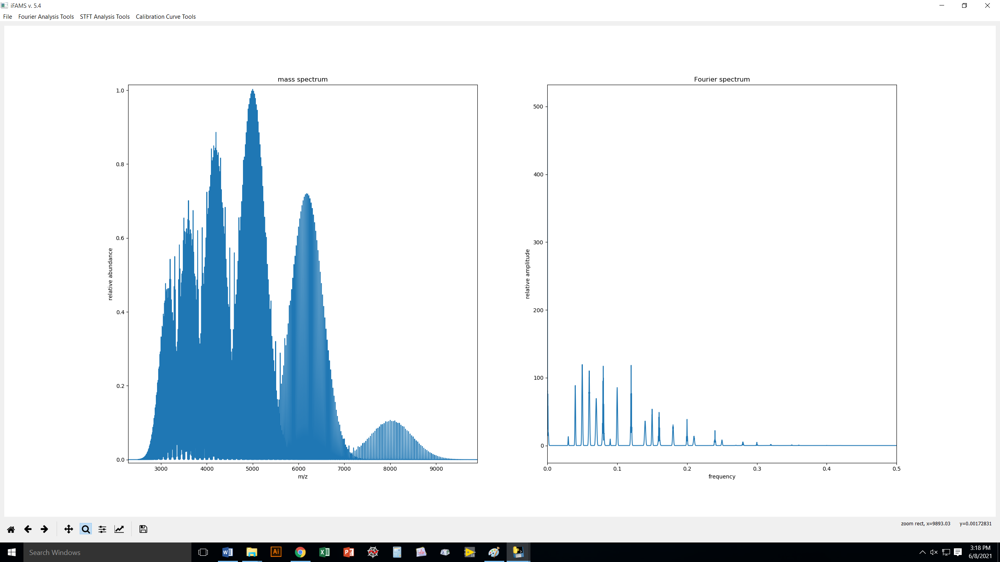 iFAMS v. 5.4
File Fourier Analysis Tools STFT Analysis Tools Calibration Curve Tools
mass spectrum
1.0
0.8
0.6
0.4
0.2
0.0
relative abundance
3000 4000 5000 6000 7000 8000 9000
m/z
Fourier spectrum
500
400
300
200
100
0
relative amplitude
0.0 0.1 0.2 0.3 0.4 0.5
frequency
zoom rect, x=9893.03 y=0.00172831
Search Windows
3:18 PM
6/8/2021